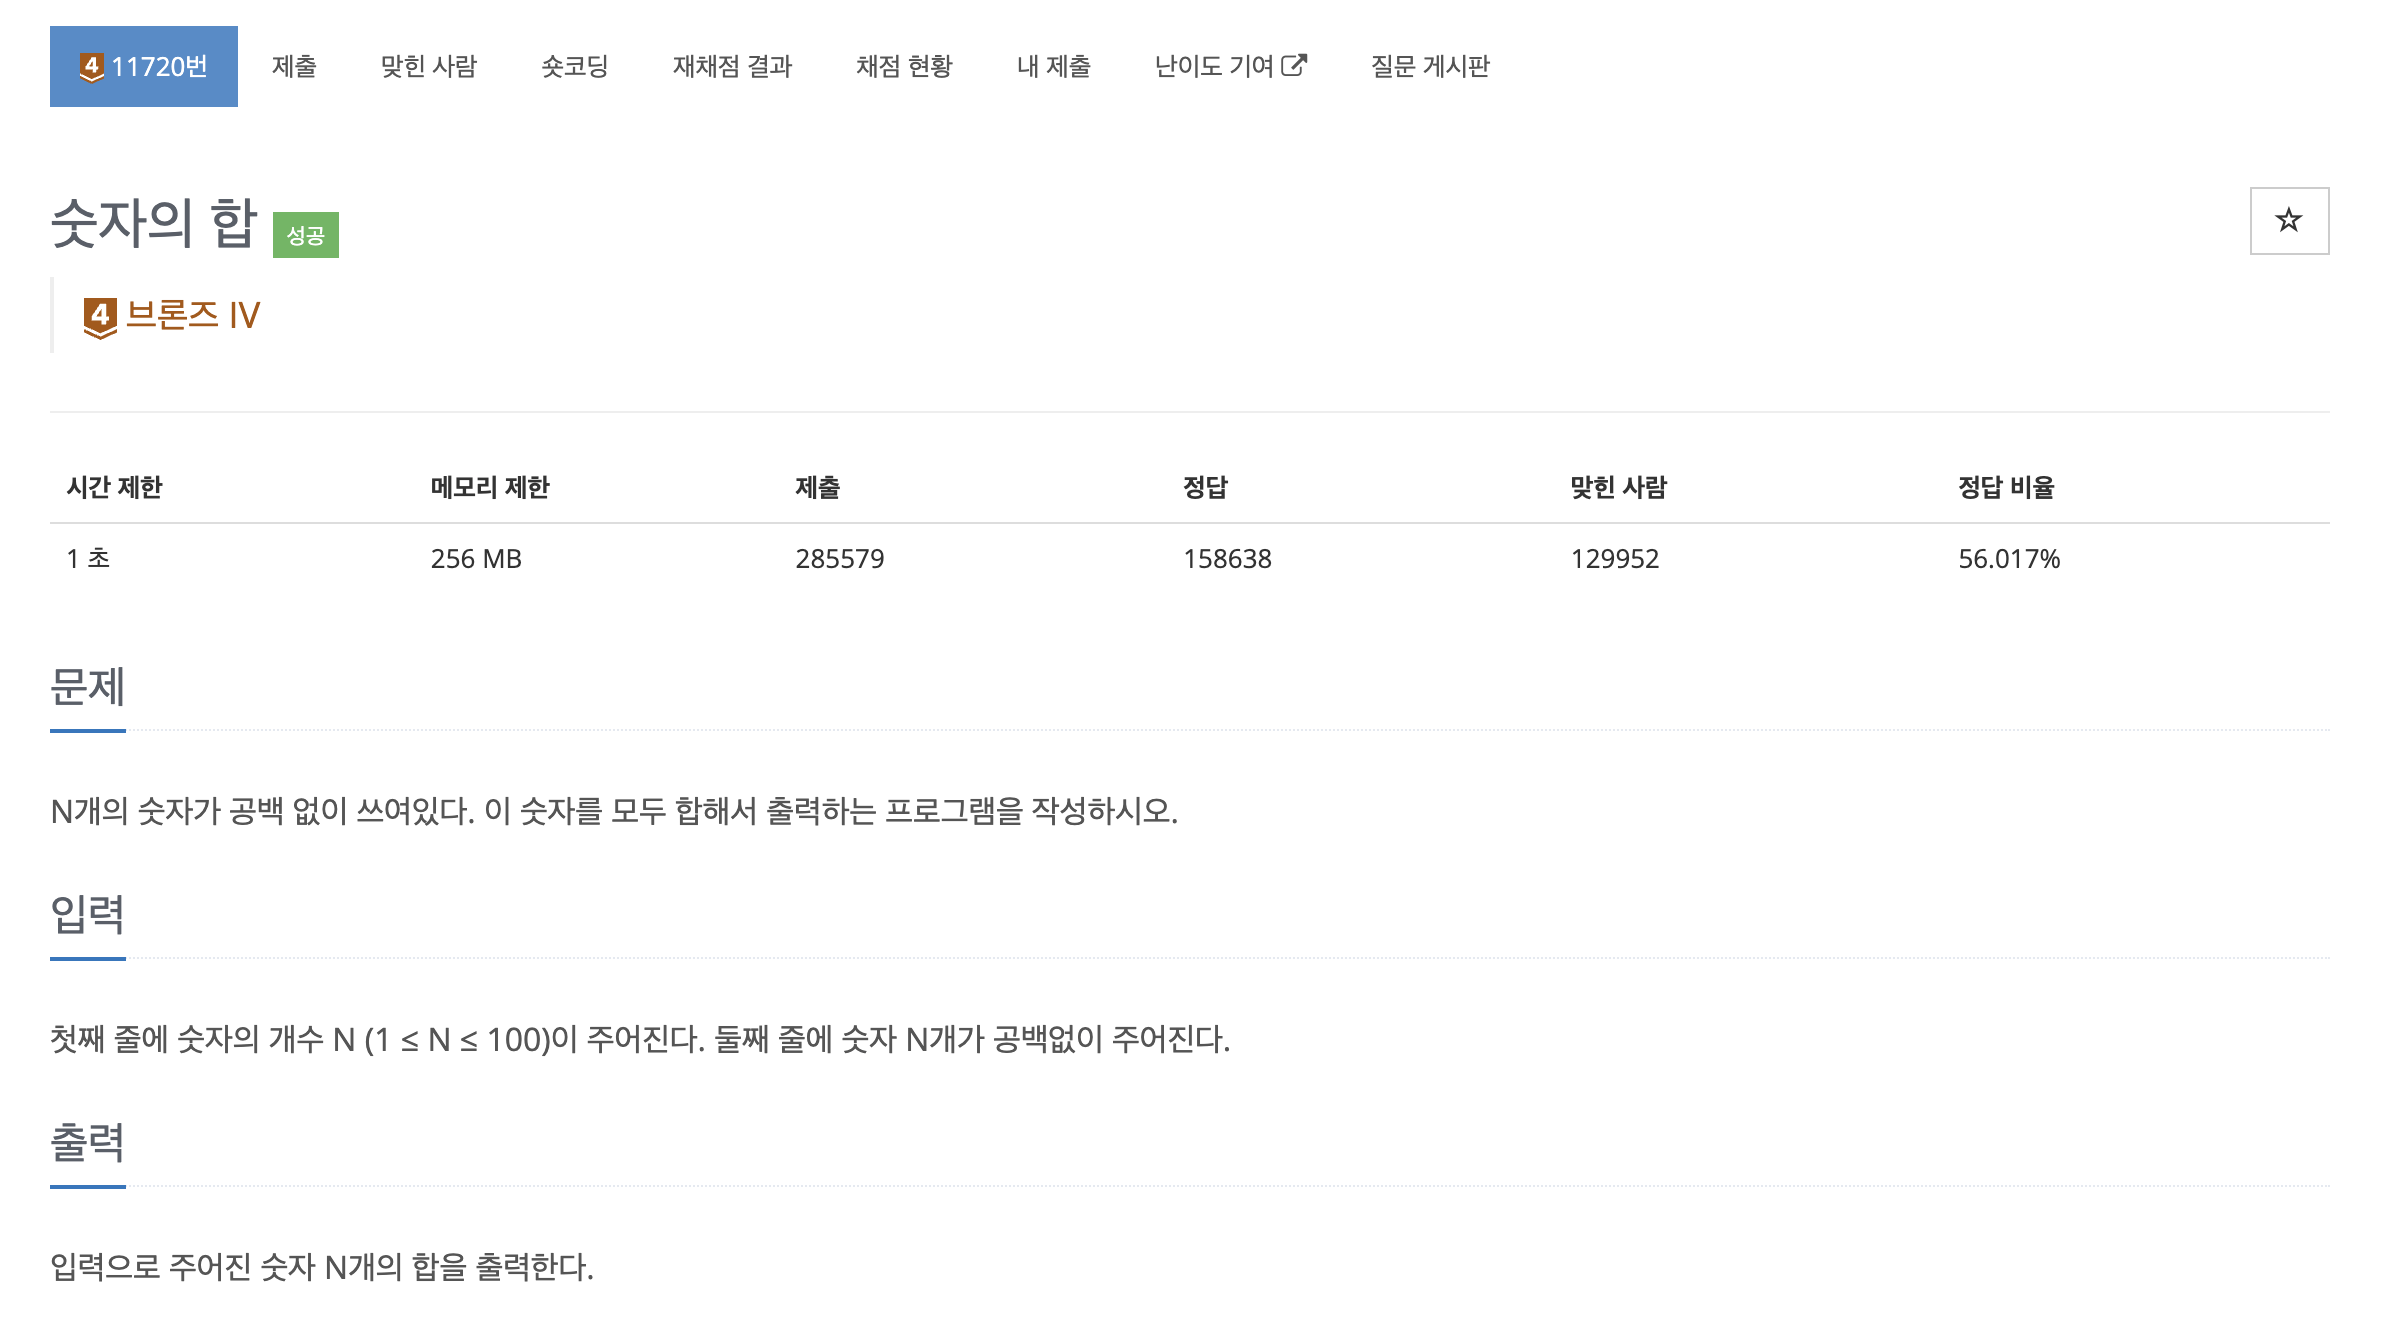 4 11720번 제출 맞힌 사람 숏코딩 재채점 결과 채점 현황 내 제출 난이도 기여 질문 게시판
숫자의 합 성공
4 브론즈 IV
시간 제한 메모리 제한 제출 정답 맞힌 사람 정답 비율
1 초 256 MB 285579 158638 129952 56.017%
문제
N개의 숫자가 공백 없이 쓰여있다. 이 숫자를 모두 합해서 출력하는 프로그램을 작성하시오.
입력
첫째 줄에 숫자의 개수 N (1 ≤ N ≤ 100)이 주어진다. 둘째 줄에 숫자 N개가 공백없이 주어진다.
출력
입력으로 주어진 숫자 N개의 합을 출력한다.